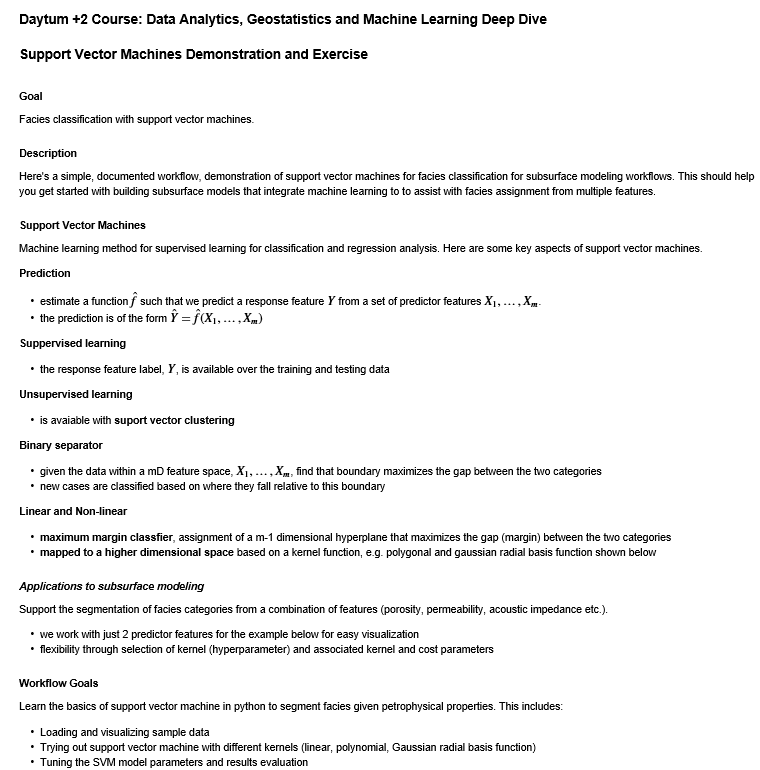 Daytum +2 Course: Data Analytics, Geostatistics and Machine Learning Deep Dive
Support Vector Machines Demonstration and Exercise
Goal
Facies classification with support vector machines.
Description
Here's a simple, documented workflow, demonstration of support vector machines for facies classification for subsurface modeling workflows. This should help
you get started with building subsurface models that integrate machine learning to to assist with facies assignment from multiple features.
Support Vector Machines
Machine learning method for supervised learning for classification and regression analysis. Here are some key aspects of support vector machines.
Prediction
• estimate a function f̂ such that we predict a response feature Y from a set of predictor features X₁, … , Xₘ.
• the prediction is of the form Ŷ = f̂(X₁, … , Xₘ)
Suppervised learning
• the response feature label, Y, is available over the training and testing data
Unsupervised learning
• is avaiable with suport vector clustering
Binary separator
• given the data within a mD feature space, X₁, … , Xₘ, find that boundary maximizes the gap between the two categories
• new cases are classified based on where they fall relative to this boundary
Linear and Non-linear
• maximum margin classfier, assignment of a m-1 dimensional hyperplane that maximizes the gap (margin) between the two categories
• mapped to a higher dimensional space based on a kernel function, e.g. polygonal and gaussian radial basis function shown below
Applications to subsurface modeling
Support the segmentation of facies categories from a combination of features (porosity, permeability, acoustic impedance etc.).
• we work with just 2 predictor features for the example below for easy visualization
• flexibility through selection of kernel (hyperparameter) and associated kernel and cost parameters
Workflow Goals
Learn the basics of support vector machine in python to segment facies given petrophysical properties. This includes:
• Loading and visualizing sample data
• Trying out support vector machine with different kernels (linear, polynomial, Gaussian radial basis function)
• Tuning the SVM model parameters and results evaluation